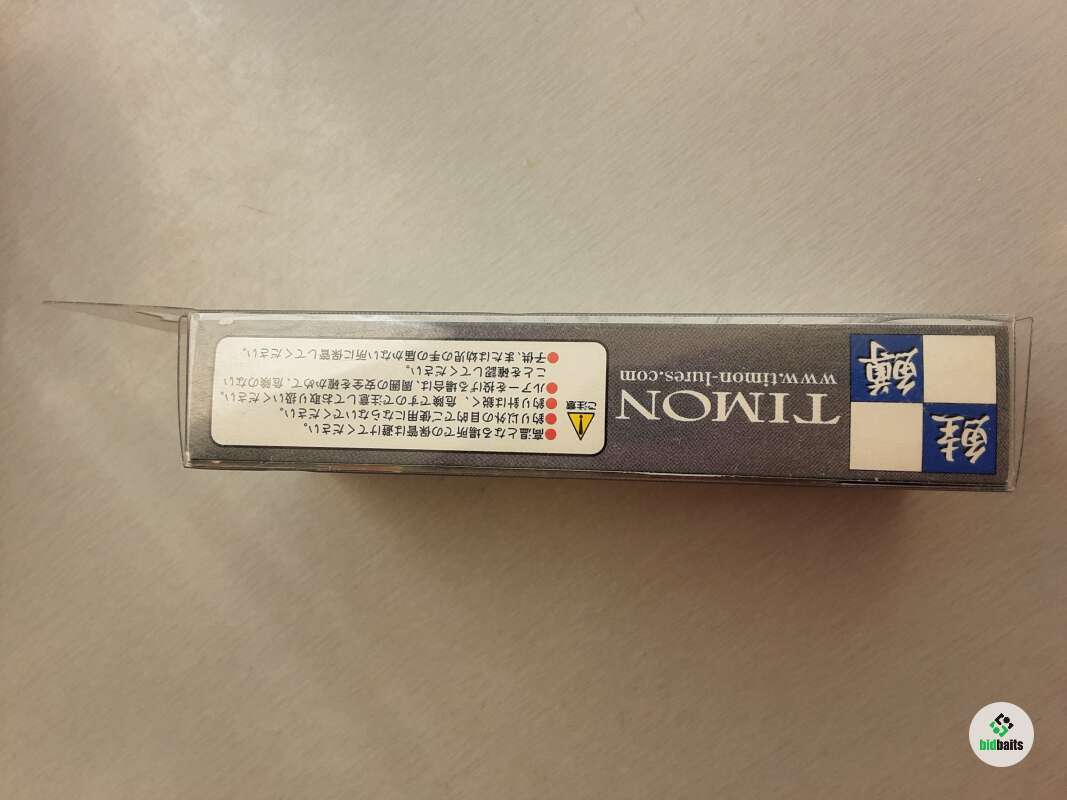 鮭
鱒
TIMON
www.timon-lures.com
ご注意
●高温となる場所での保管は避けてください。
●釣り以外の目的でご使用にならないでください。
●釣り針は鋭く、危険ですので注意してお取り扱いください。
●ルアーを投げる場合は、周囲の安全を確かめて、危険のない
ことを確認してください。
●子供、または幼児の手の届かない所に保管してください。
bidbaits